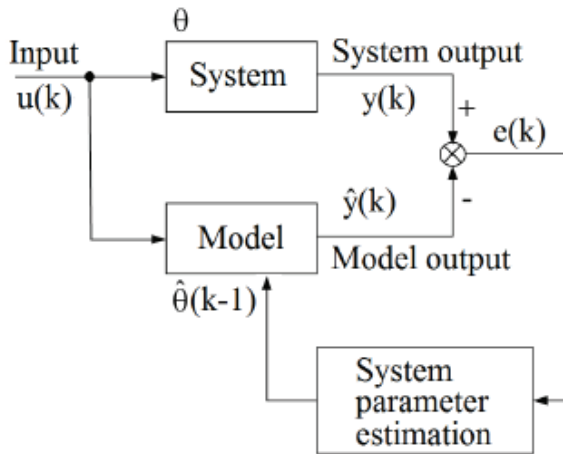 θ
Input
System
System output
u(k)
y(k)
+
e(k)
ŷ(k)
-
Model
Model output
θ̂(k-1)
System
parameter
estimation